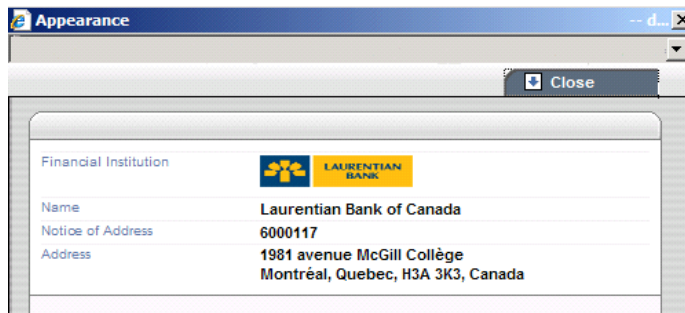 Appearance -- d...
Close
Financial Institution LAURENTIAN
BANK
Name Laurentian Bank of Canada
Notice of Address 6000117
Address 1981 avenue McGill Collège
Montréal, Quebec, H3A 3K3, Canada